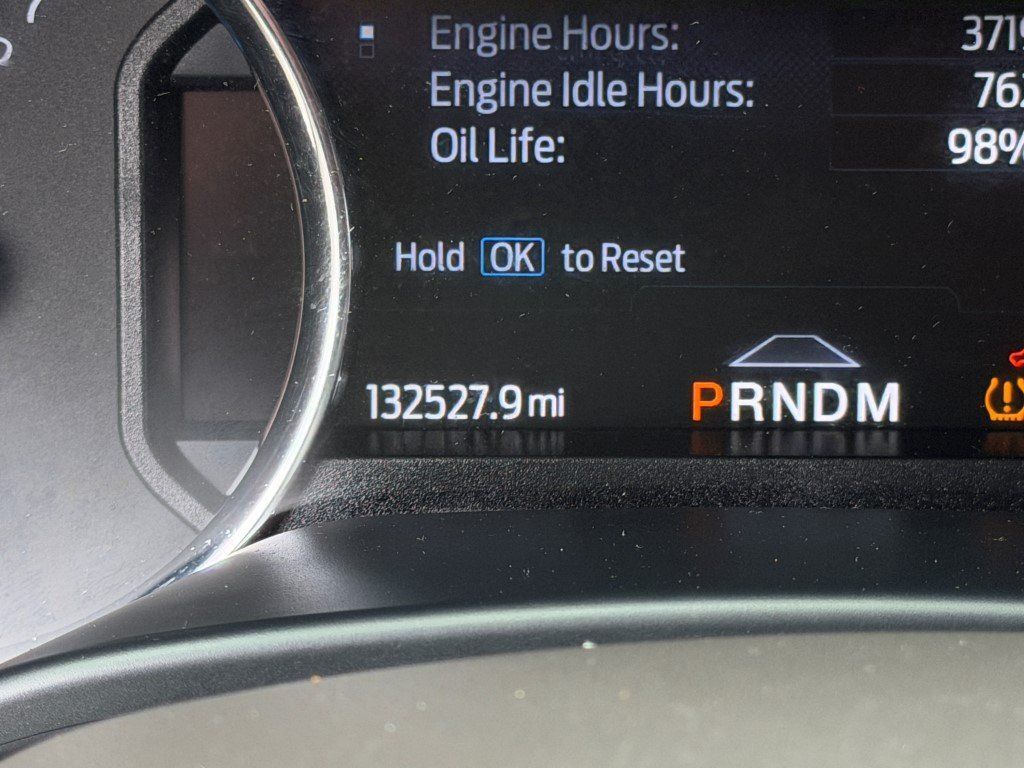 Engine Hours: 3719
Engine Idle Hours: 762
Oil Life: 98%
Hold OK to Reset
132527.9 mi
PRNDM